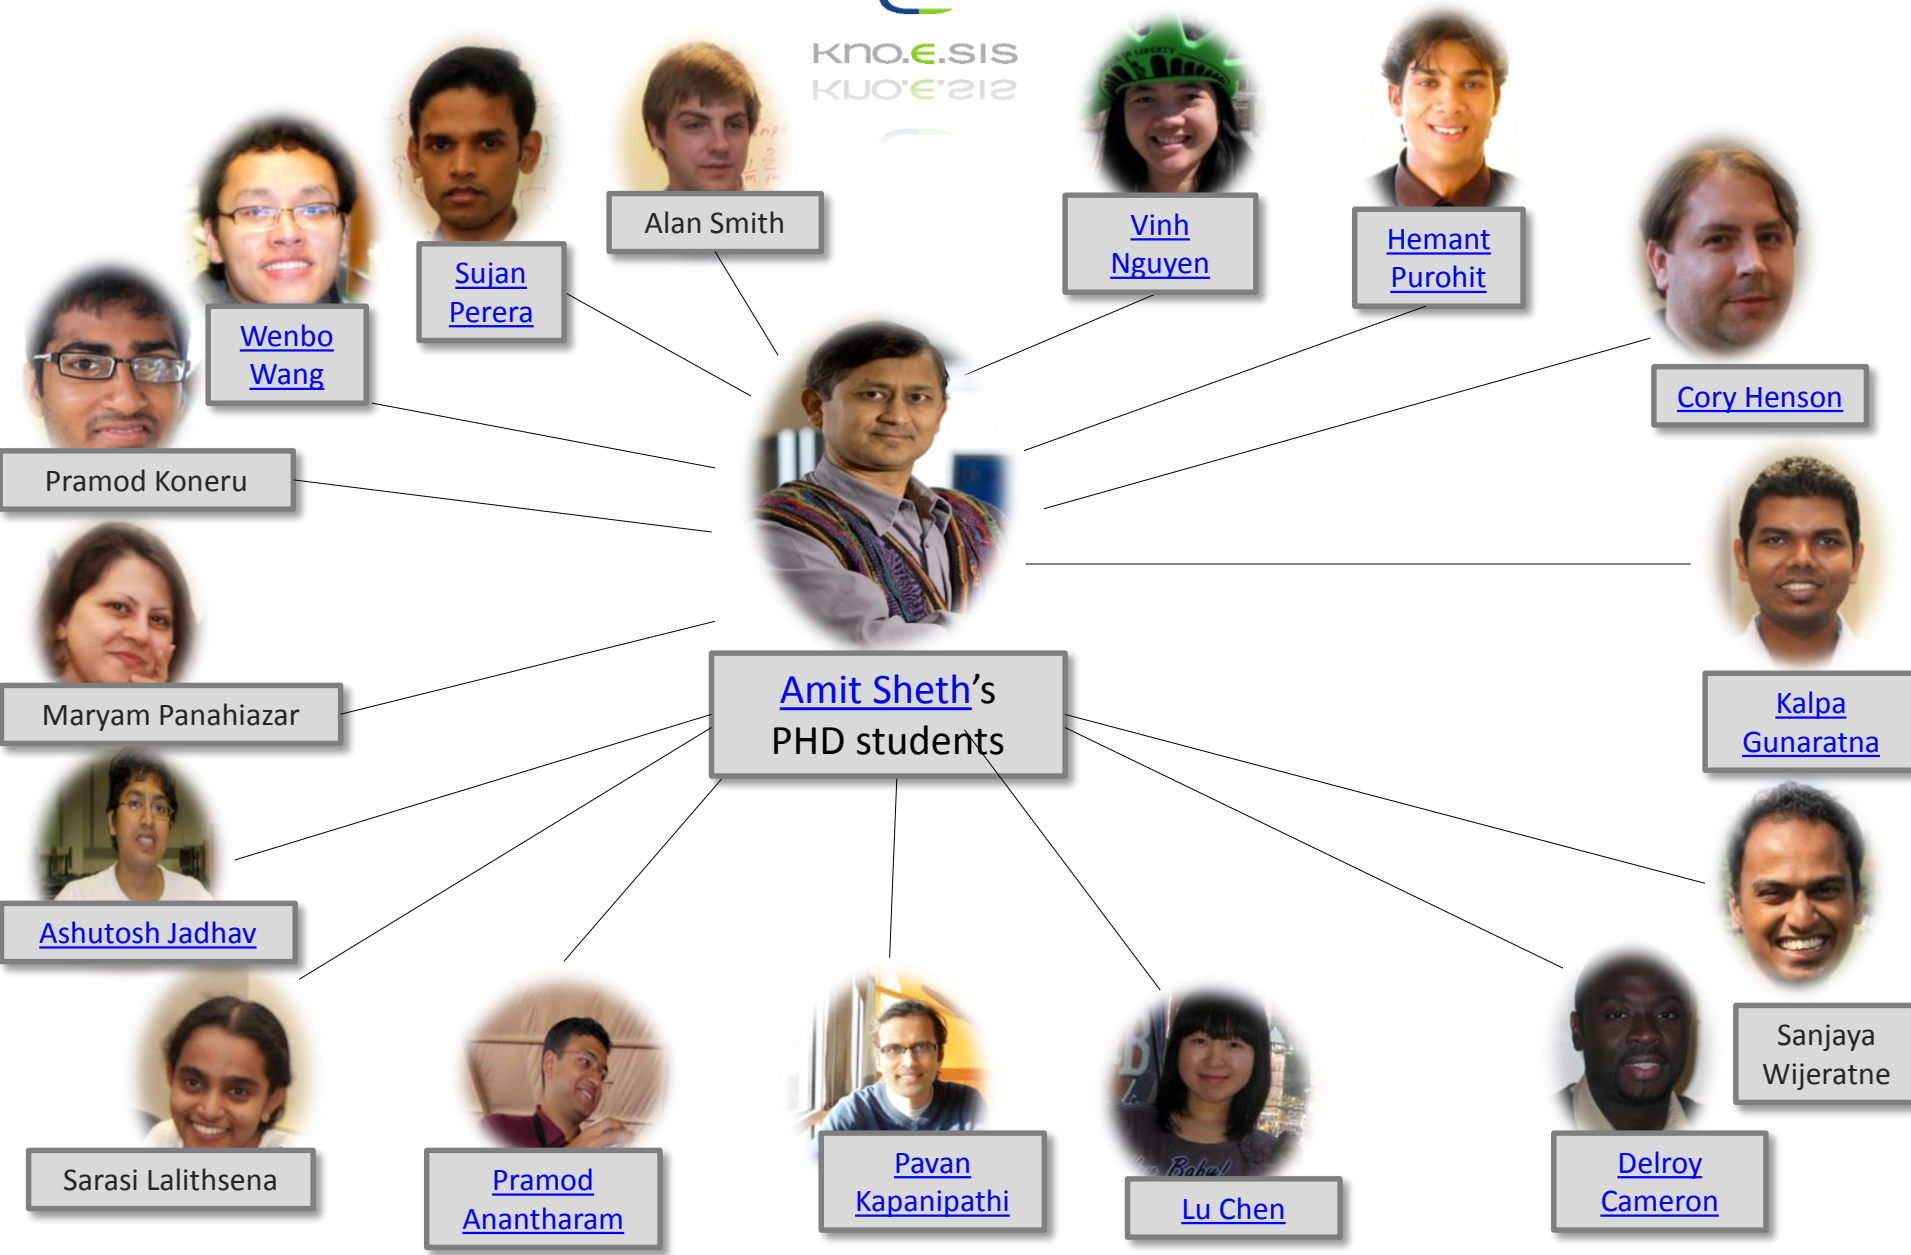 kno.e.sis
Alan Smith
Vinh
Nguyen
Hemant
Purohit
Sujan
Perera
Wenbo
Wang
Cory Henson
Pramod Koneru
Amit Sheth's
PHD students
Maryam Panahiazar
Kalpa
Gunaratna
Ashutosh Jadhav
Sanjaya
Wijeratne
Sarasi Lalithsena
Pramod
Anantharam
Pavan
Kapanipathi
Lu Chen
Delroy
Cameron